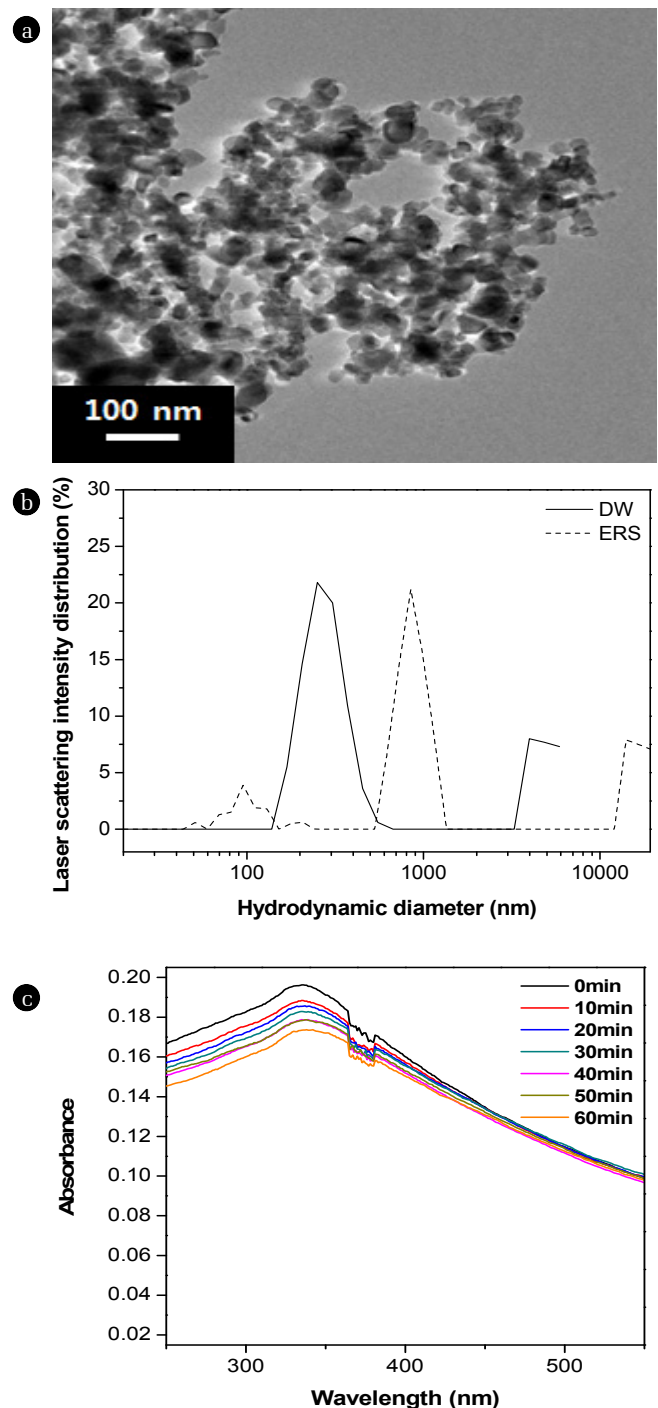 a
100 nm
b
Laser scattering intensity distribution (%)
30
25
20
15
10
5
0
DW
ERS
100 1000 10000
Hydrodynamic diameter (nm)
c
Absorbance
0.20
0.18
0.16
0.14
0.12
0.10
0.08
0.06
0.04
0.02
0min
10min
20min
30min
40min
50min
60min
300 400 500
Wavelength (nm)